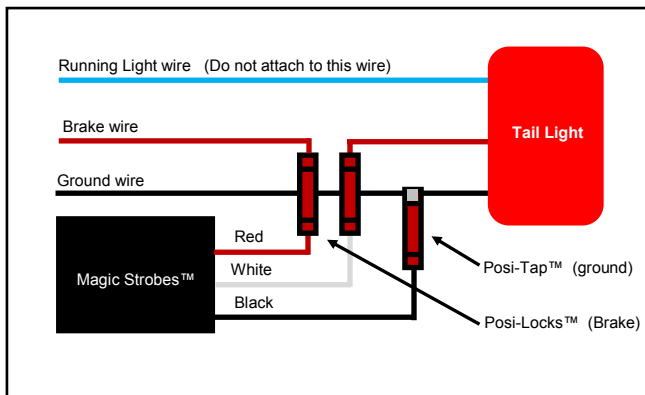 Running Light wire (Do not attach to this wire)
Brake wire
Tail Light
Ground wire
Red
White
Magic Strobes™
Black
Posi-Tap™ (ground)
Posi-Locks™ (Brake)